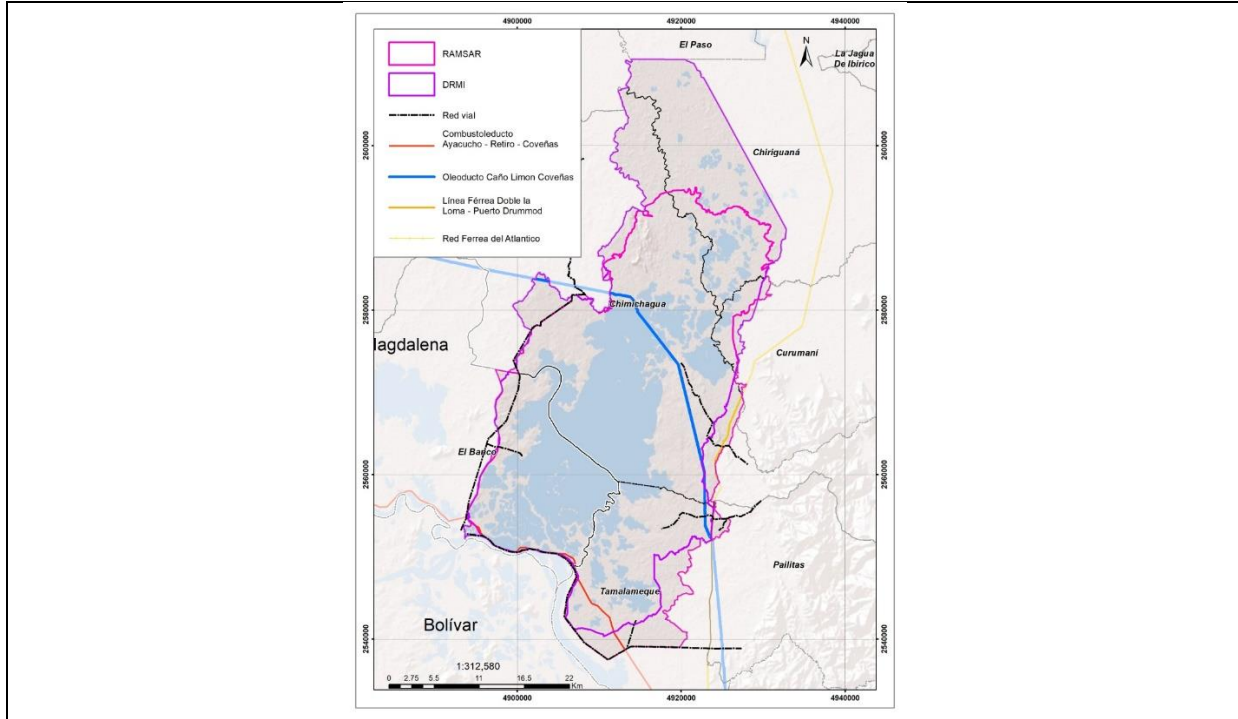 4900000
4920000
4940000
RAMSAR
DRMI
Red vial
Combustoleducto
Ayacucho - Retiro - Coveñas
Oleoducto Caño Limon Coveñas
Línea Férrea Doble la
Loma - Puerto Drummod
Red Ferrea del Atlantico
El Paso
N
La Jagua
De Ibirico
2600000
2600000
Chiriguaná
2580000
2580000
Chimichagua
lagdalena
Curumaní
El Banco
2560000
2560000
Pailitas
Tamalameque
Bolívar
2540000
2540000
1:312,580
0 2.75 5.5 11 16.5 22
Km
4900000
4920000
4940000